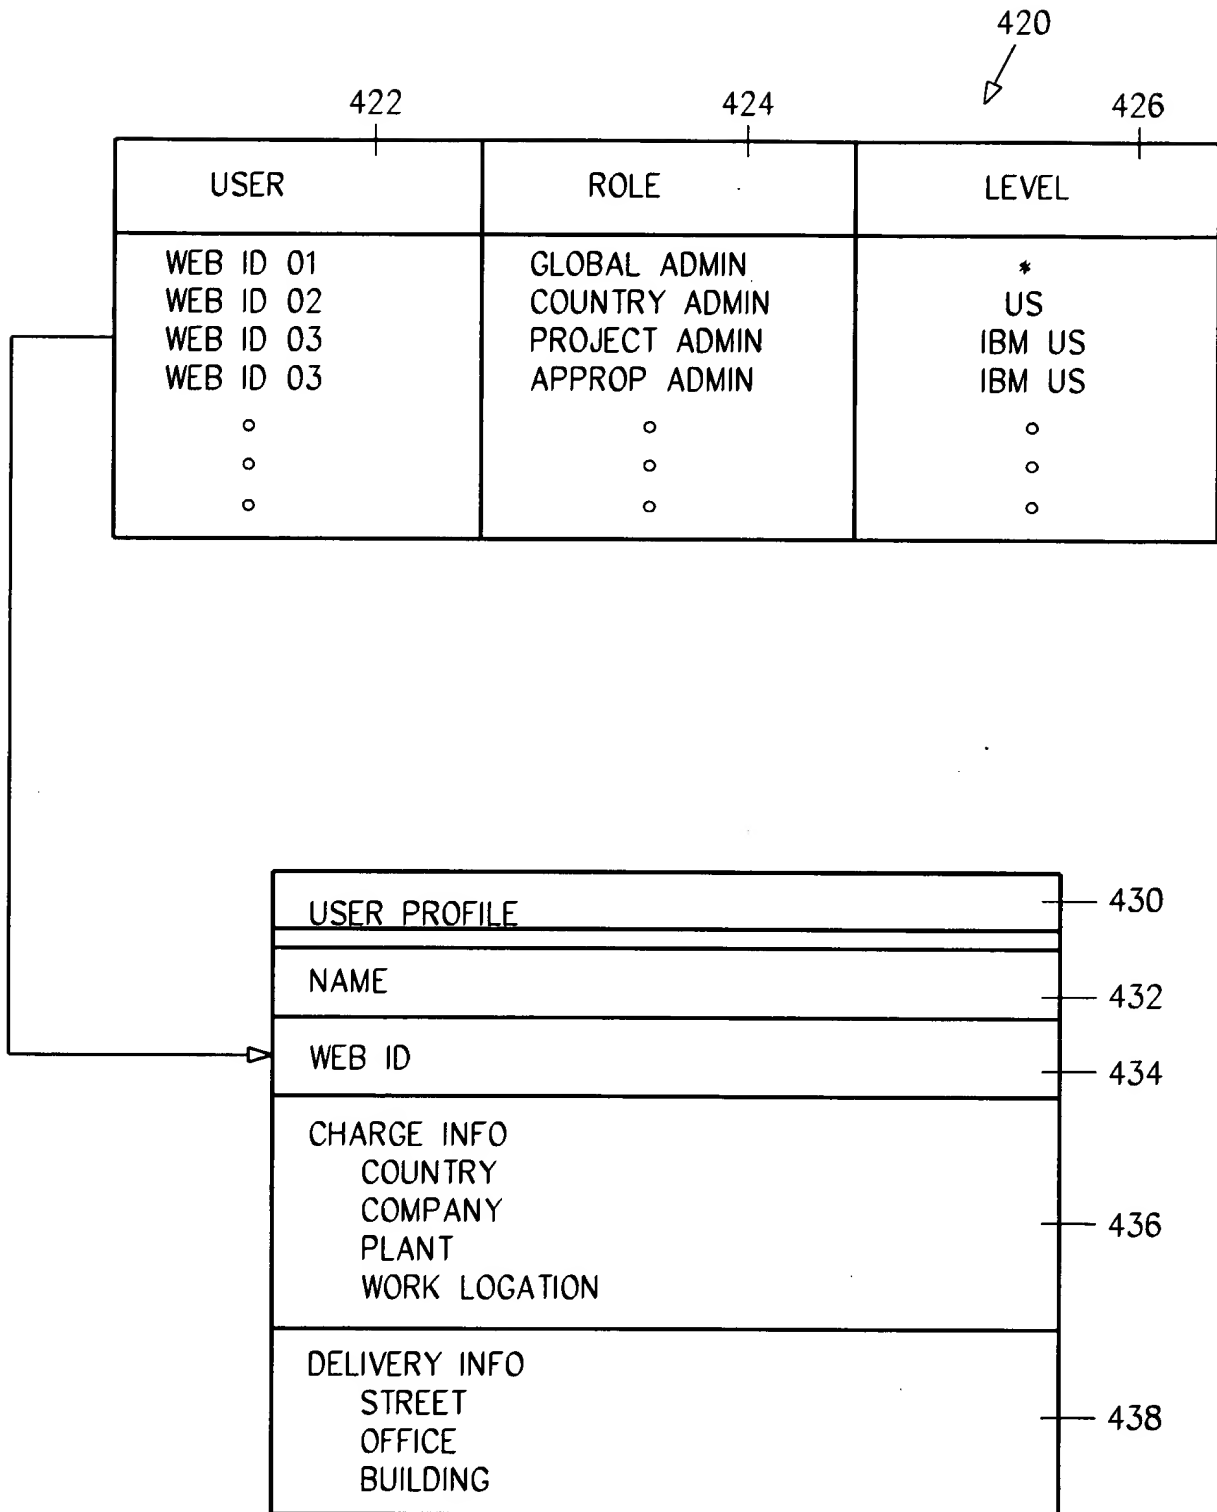 420
422 424 426
USER ROLE LEVEL
WEB ID 01 GLOBAL ADMIN *
WEB ID 02 COUNTRY ADMIN US
WEB ID 03 PROJECT ADMIN IBM US
WEB ID 03 APPROP ADMIN IBM US
USER PROFILE 430
NAME 432
WEB ID 434
CHARGE INFO
COUNTRY
COMPANY 436
PLANT
WORK LOGATION
DELIVERY INFO
STREET 438
OFFICE
BUILDING